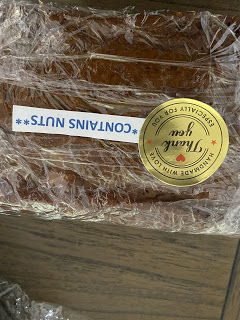 *CONTAINS NUTS**
HANDMADE WITH LOVE
Thank
you
ESPECIALLY FOR YOU